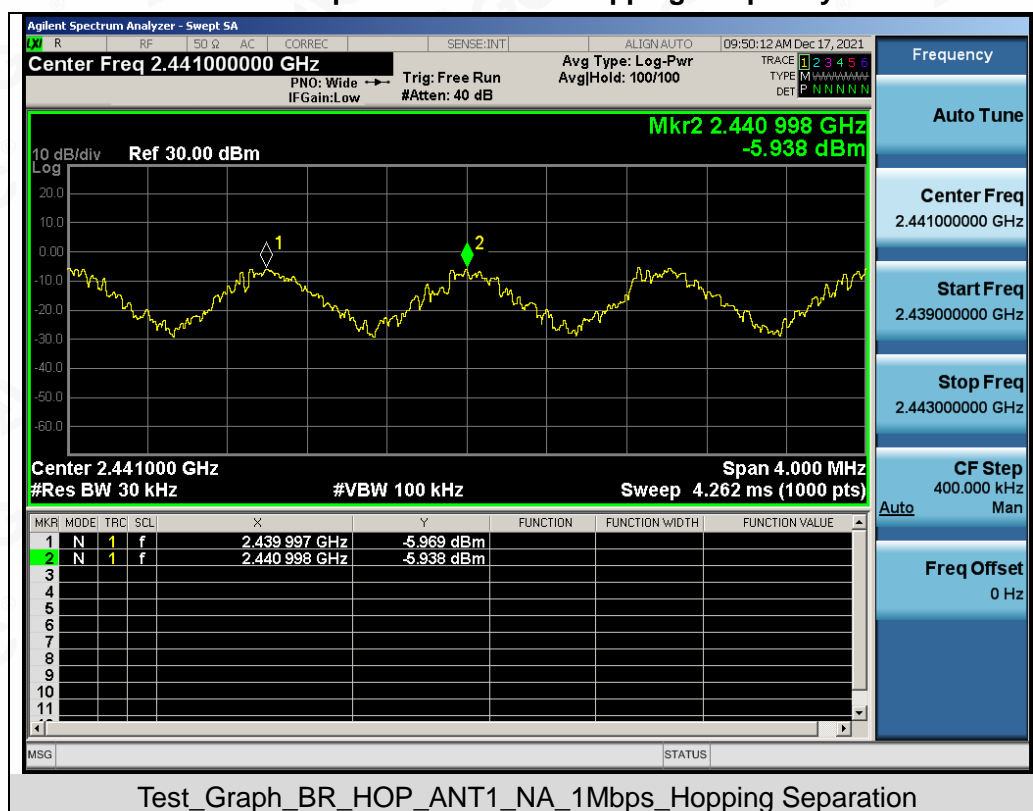 Hopping
Agilent Spectrum Analyzer - Swept SA
LXI R RF 50 Ω AC CORREC SENSE:INT ALIGN AUTO 09:50:12 AM Dec 17, 2021
Center Freq 2.441000000 GHz
PNO: Wide
IFGain:Low
Trig: Free Run
#Atten: 40 dB
Avg Type: Log-Pwr
Avg|Hold: 100/100
TRACE 1 2 3 4 5 6
TYPE M WWWWW
DET P N N N N N
Mkr2 2.440 998 GHz
-5.938 dBm
10 dB/div Ref 30.00 dBm
Log
20.0
10.0
0.00
-10.0
-20.0
-30.0
-40.0
-50.0
-60.0
1
2
Center 2.441000 GHz Span 4.000 MHz
#Res BW 30 kHz #VBW 100 kHz Sweep 4.262 ms (1000 pts)
MKR MODE TRC SCL X Y FUNCTION FUNCTION WIDTH FUNCTION VALUE
1 N 1 f 2.439 997 GHz -5.969 dBm
2 N 1 f 2.440 998 GHz -5.938 dBm
3
4
5
6
7
8
9
10
11
MSG STATUS
Frequency
Auto Tune
Center Freq
2.441000000 GHz
Start Freq
2.439000000 GHz
Stop Freq
2.443000000 GHz
CF Step
400.000 kHz
Auto Man
Freq Offset
0 Hz
Test_Graph_BR_HOP_ANT1_NA_1Mbps_Hopping Separation